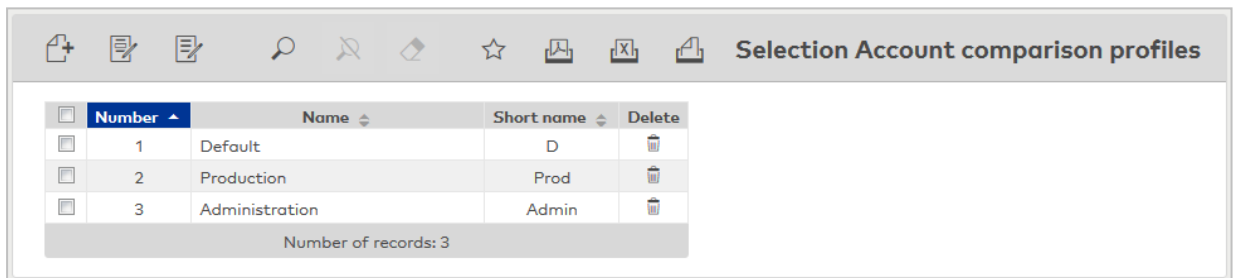 Selection Account comparison profiles
Number Name Short name Delete
1 Default D
2 Production Prod
3 Administration Admin
Number of records: 3